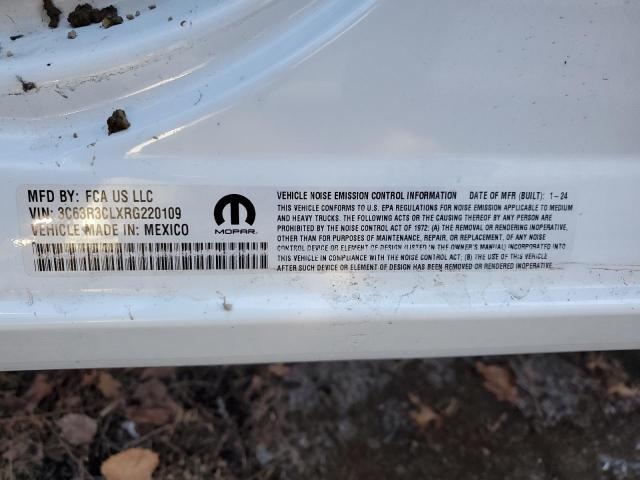 MFD BY: FCA US LLC
VIN: 3C63R3CLXRG220109
VEHICLE MADE IN: MEXICO
MOPAR.
VEHICLE NOISE EMISSION CONTROL INFORMATION DATE OF MFR (BUILT): 1-24
THIS VEHICLE CONFORMS TO U.S. EPA REGULATIONS FOR NOISE EMISSION APPLICABLE TO MEDIUM
AND HEAVY TRUCKS. THE FOLLOWING ACTS OR THE CAUSING THEREOF BY ANY PERSON ARE
PROHIBITED BY THE NOISE CONTROL ACT OF 1972: (A) THE REMOVAL OR RENDERING INOPERATIVE,
OTHER THAN FOR PURPOSES OF MAINTENANCE, REPAIR, OR REPLACEMENT, OF ANY NOISE
CONTROL DEVICE OR ELEMENT OF DESIGN (LISTED IN THE OWNER'S MANUAL) INCORPORATED INTO
THIS VEHICLE IN COMPLIANCE WITH THE NOISE CONTROL ACT, (B) THE USE OF THIS VEHICLE
AFTER SUCH DEVICE OR ELEMENT OF DESIGN HAS BEEN REMOVED OR RENDERED INOPERATIVE.